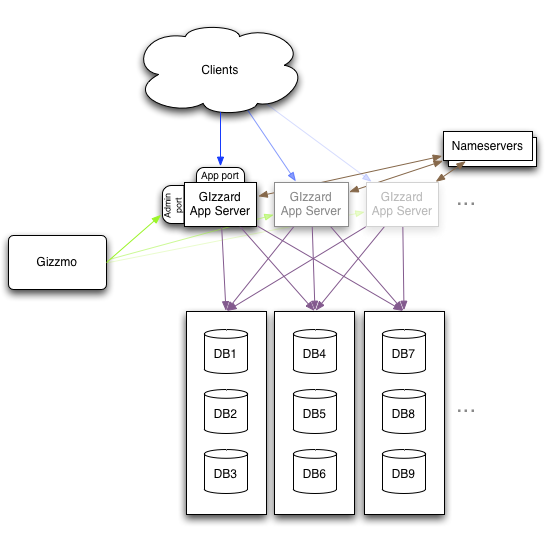 Clients
Nameservers
App port
Admin
port
GIzzard
App Server
GIzzard
App Server
GIzzard
App Server
...
Gizzmo
DB1
DB4
DB7
DB2
DB5
DB8
...
DB3
DB6
DB9